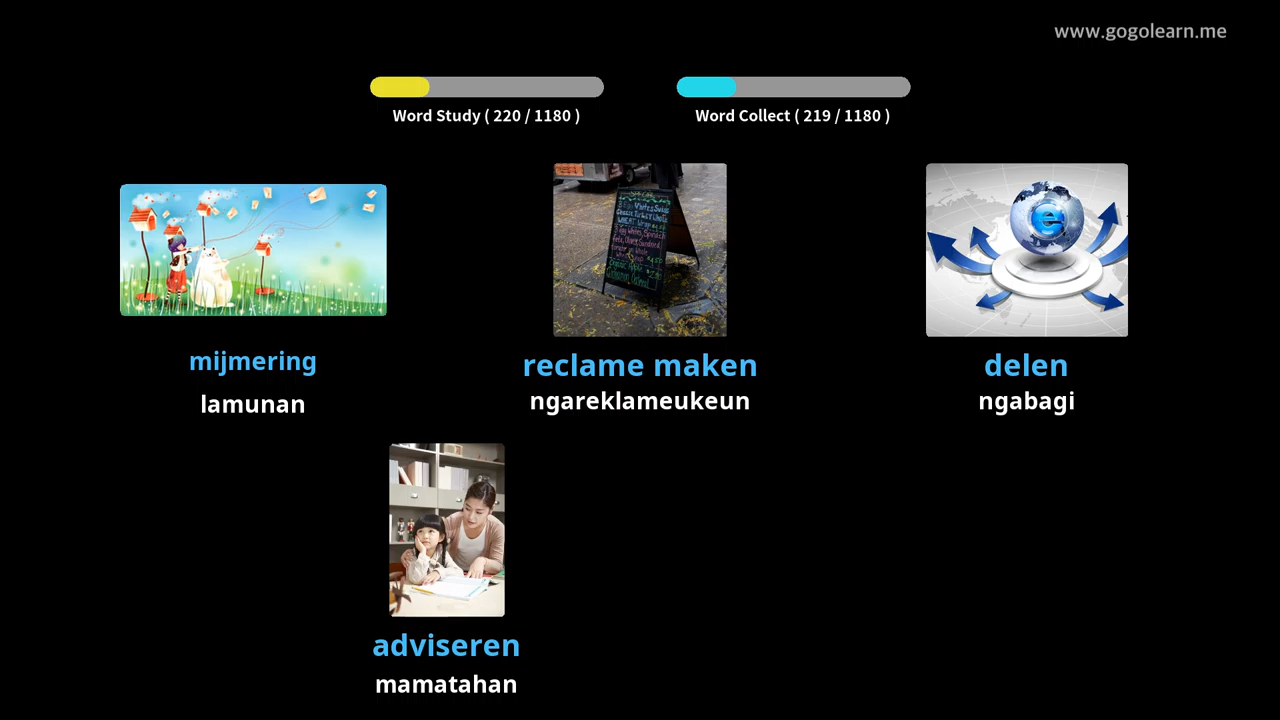 www.gogolearn.me
Word Study ( 220 / 1180 )
Word Collect ( 219 / 1180 )
mijmering
lamunan
reclame maken
ngareklameukeun
delen
ngabagi
adviseren
mamatahan